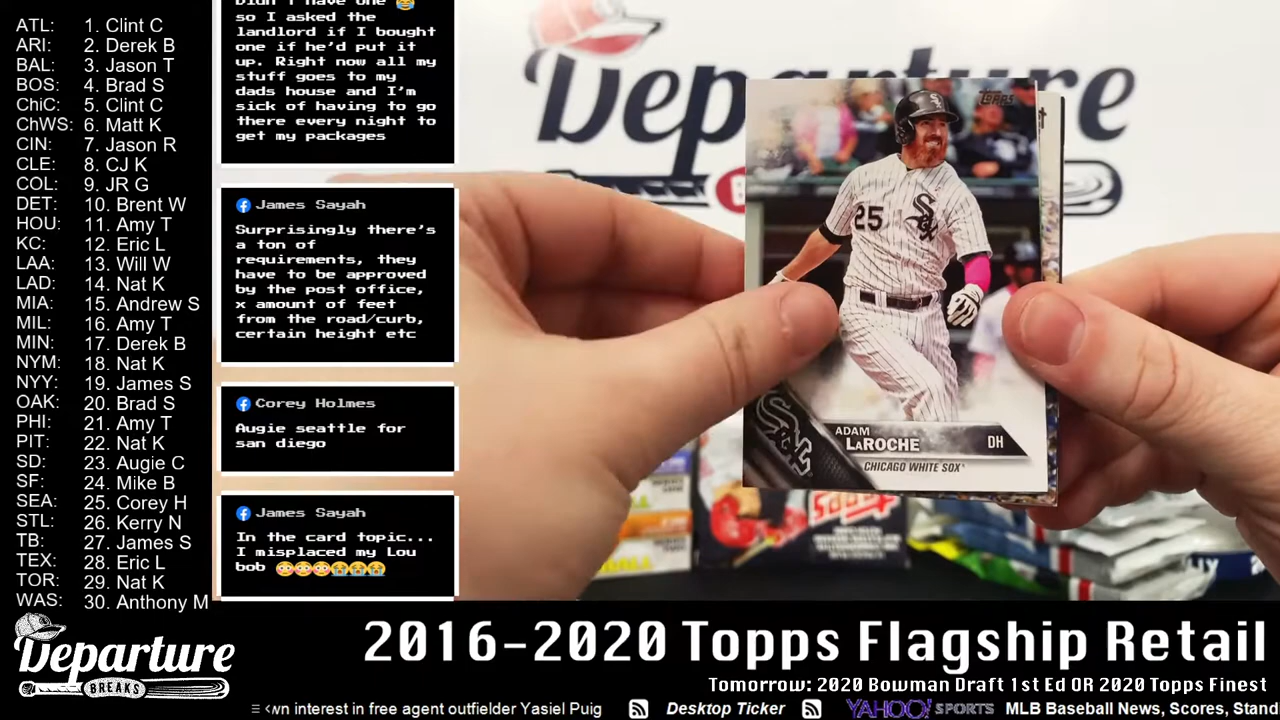 ATL: 1. Clint C
ARI: 2. Derek B
BAL: 3. Jason T
BOS: 4. Brad S
ChiC: 5. Clint C
ChWS: 6. Matt K
CIN: 7. Jason R
CLE: 8. CJ K
COL: 9. JR G
DET: 10. Brent W
HOU: 11. Amy T
KC: 12. Eric L
LAA: 13. Will W
LAD: 14. Nat K
MIA: 15. Andrew S
MIL: 16. Amy T
MIN: 17. Derek B
NYM: 18. Nat K
NYY: 19. James S
OAK: 20. Brad S
PHI: 21. Amy T
PIT: 22. Nat K
SD: 23. Augie C
SF: 24. Mike B
SEA: 25. Corey H
STL: 26. Kerry N
TB: 27. James S
TEX: 28. Eric L
TOR: 29. Nat K
WAS: 30. Anthony M
Didn't have one 😂
so I asked the
landlord if I bought
one if he'd put it
up. Right now all my
stuff goes to my
dads house and I'm
sick of having to go
there every night to
get my packages
James Sayah
Surprisingly there's
a ton of
requirements, they
have to be approved
by the post office,
x amount of feet
from the road/curb,
certain height etc
Corey Holmes
Augie seattle for
san diego
James Sayah
In the card topic...
I misplaced my Lou
bob 😳😳😳😭😭😭
Departure
TOPPS
25
Sox
ADAM
LAROCHE
DH
CHICAGO WHITE SOX
Sox
Topps
Departure
BREAKS
2016-2020 Topps Flagship Retail
Tomorrow: 2020 Bowman Draft 1st Ed OR 2020 Topps Finest
wn interest in free agent outfielder Yasiel Puig Desktop Ticker YAHOO! SPORTS MLB Baseball News, Scores, Stand